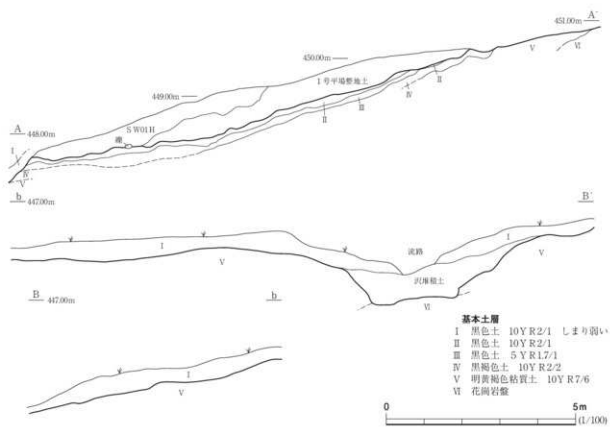 A´
451.00m
V
Ⅵ
450.00m
Ⅰ号平場整地土
449.00m
ⅣⅡ
Ⅲ
Ⅱ
ＳＷ01Ｈ
礫
A
448.00m
Ⅰ
Ⅳ
V
b
447.00m
B´
Ⅰ
V
流路
沢堆積土
Ⅰ
V
Ⅵ
B
447.00m
b
Ⅰ
V
基本土層
Ⅰ 黒色土 10ＹＲ2/1 しまり弱い
Ⅱ 黒色土 10ＹＲ2/1
Ⅲ 黒色土 5ＹＲ1.7/1
Ⅳ 黒褐色土 10ＹＲ2/2
V 明黄褐色粘質土 10ＹＲ7/6
Ⅵ 花崗岩盤
0 5m
(1/100)